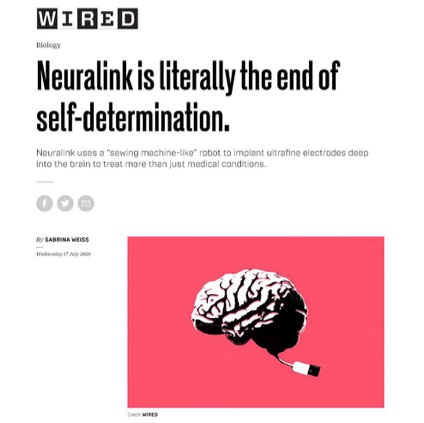 WIRED
Biology
Neuralink is literally the end of
self-determination.
Neuralink uses a "sewing machine-like" robot to implant ultrafine electrodes deep
into the brain to treat more than just medical conditions.
By SABRINA WEISS
Wednesday 17 July 2019
Credit WIRED